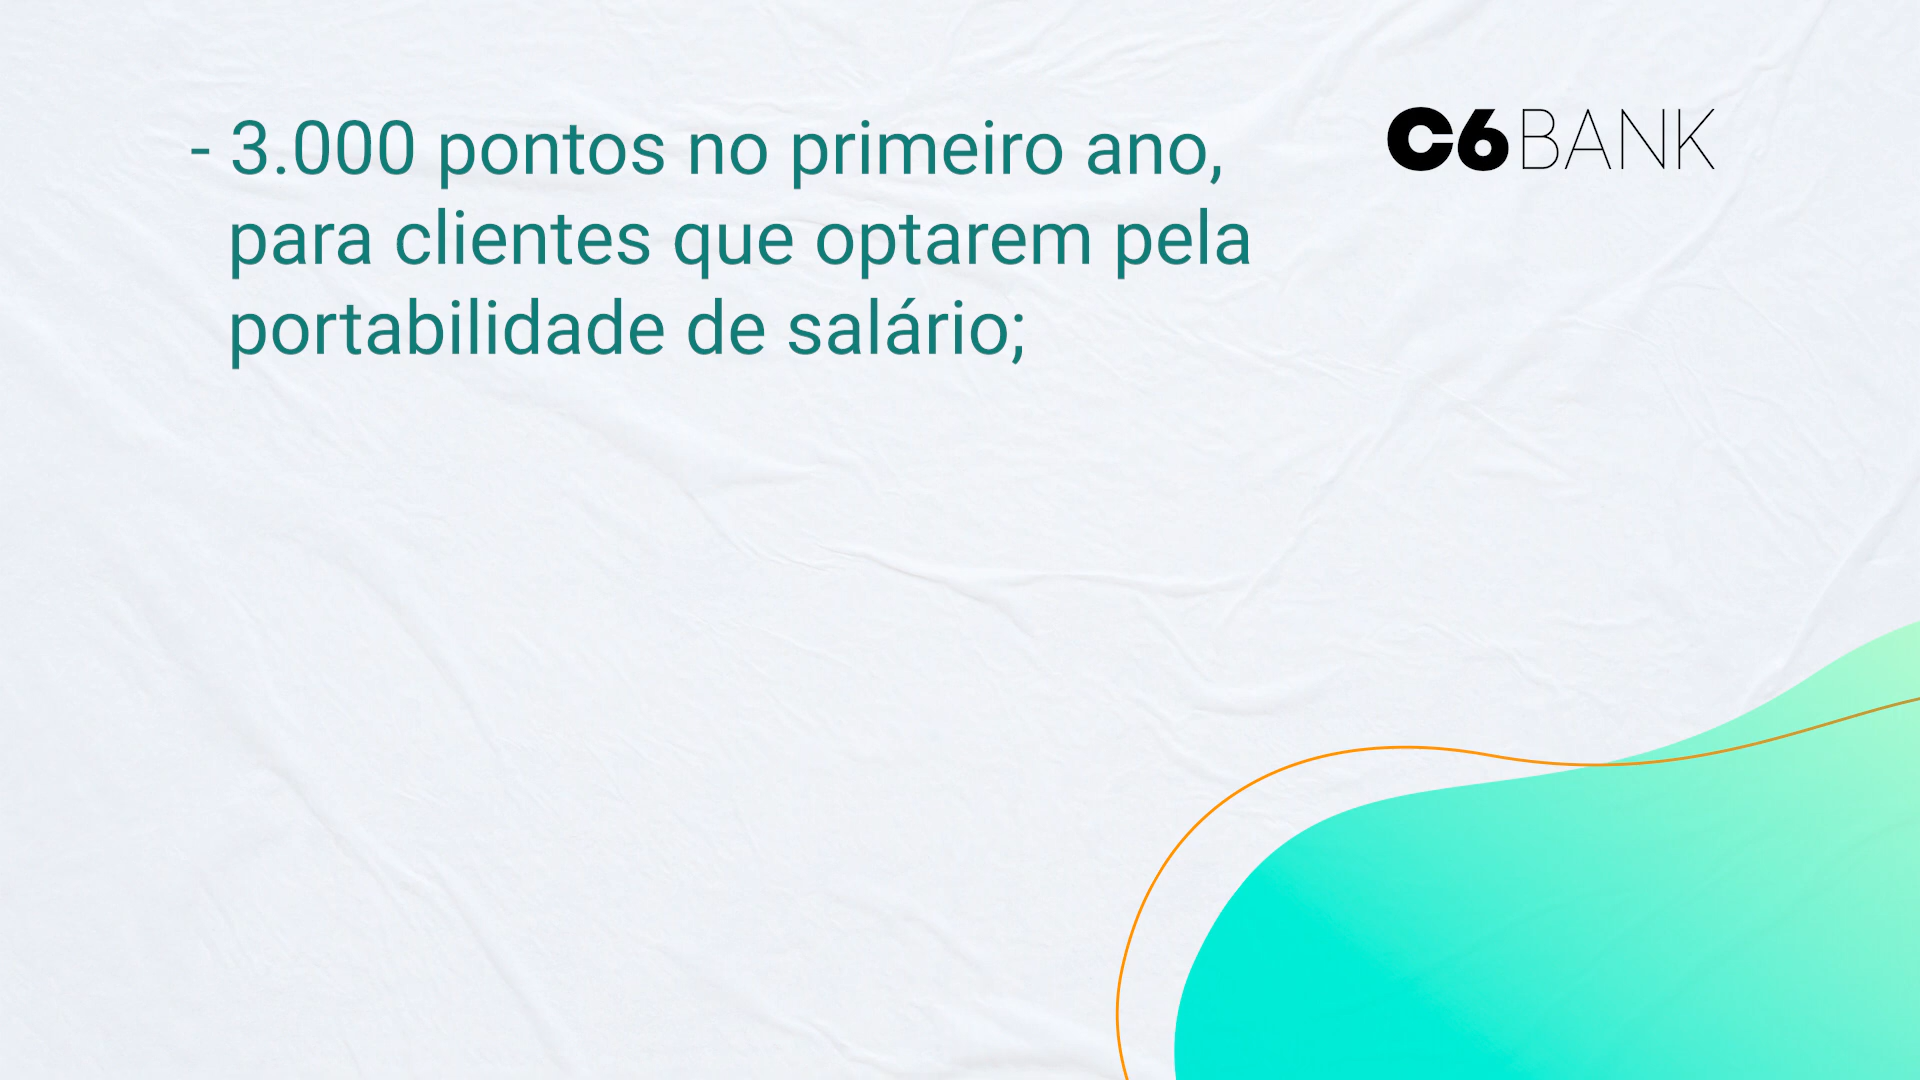 - 3.000 pontos no primeiro ano,
para clientes que optarem pela
portabilidade de salário;
C6 BANK